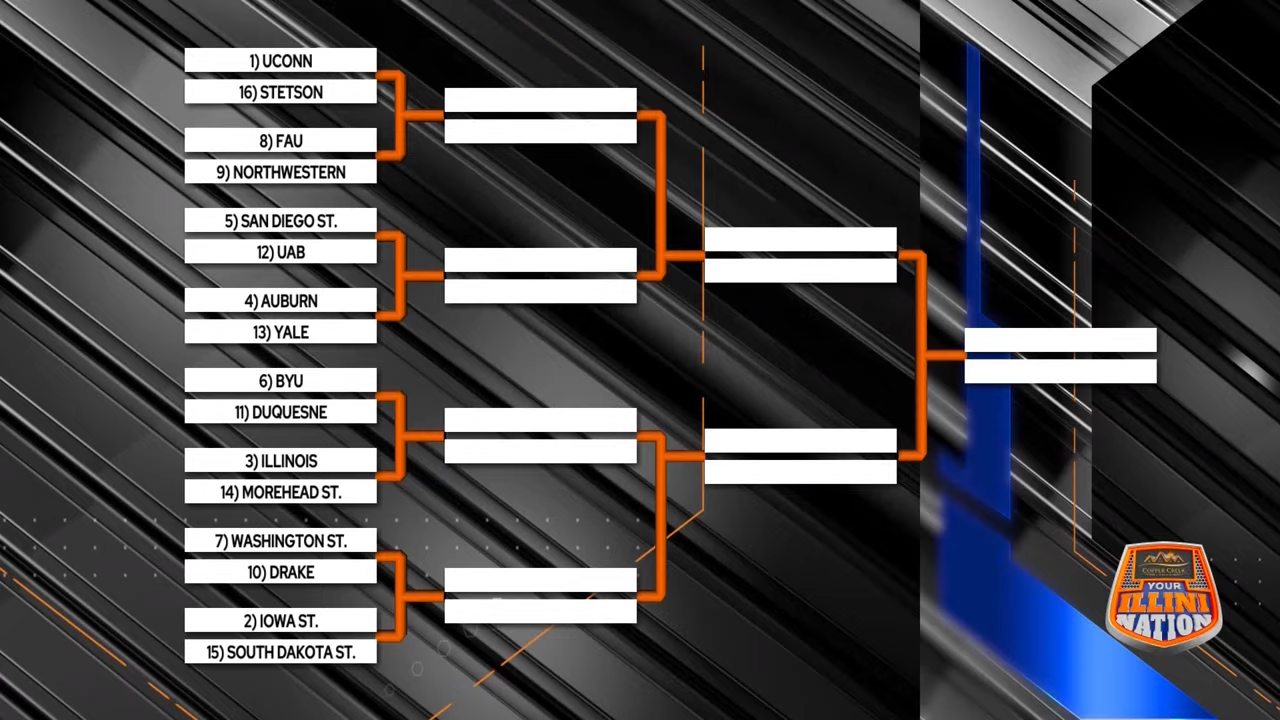 1) UCONN
16) STETSON
8) FAU
9) NORTHWESTERN
5) SAN DIEGO ST.
12) UAB
4) AUBURN
13) YALE
6) BYU
11) DUQUESNE
3) ILLINOIS
14) MOREHEAD ST.
7) WASHINGTON ST.
10) DRAKE
2) IOWA ST.
15) SOUTH DAKOTA ST.
COPPER CREEK
YOUR
ILLINI
NATION